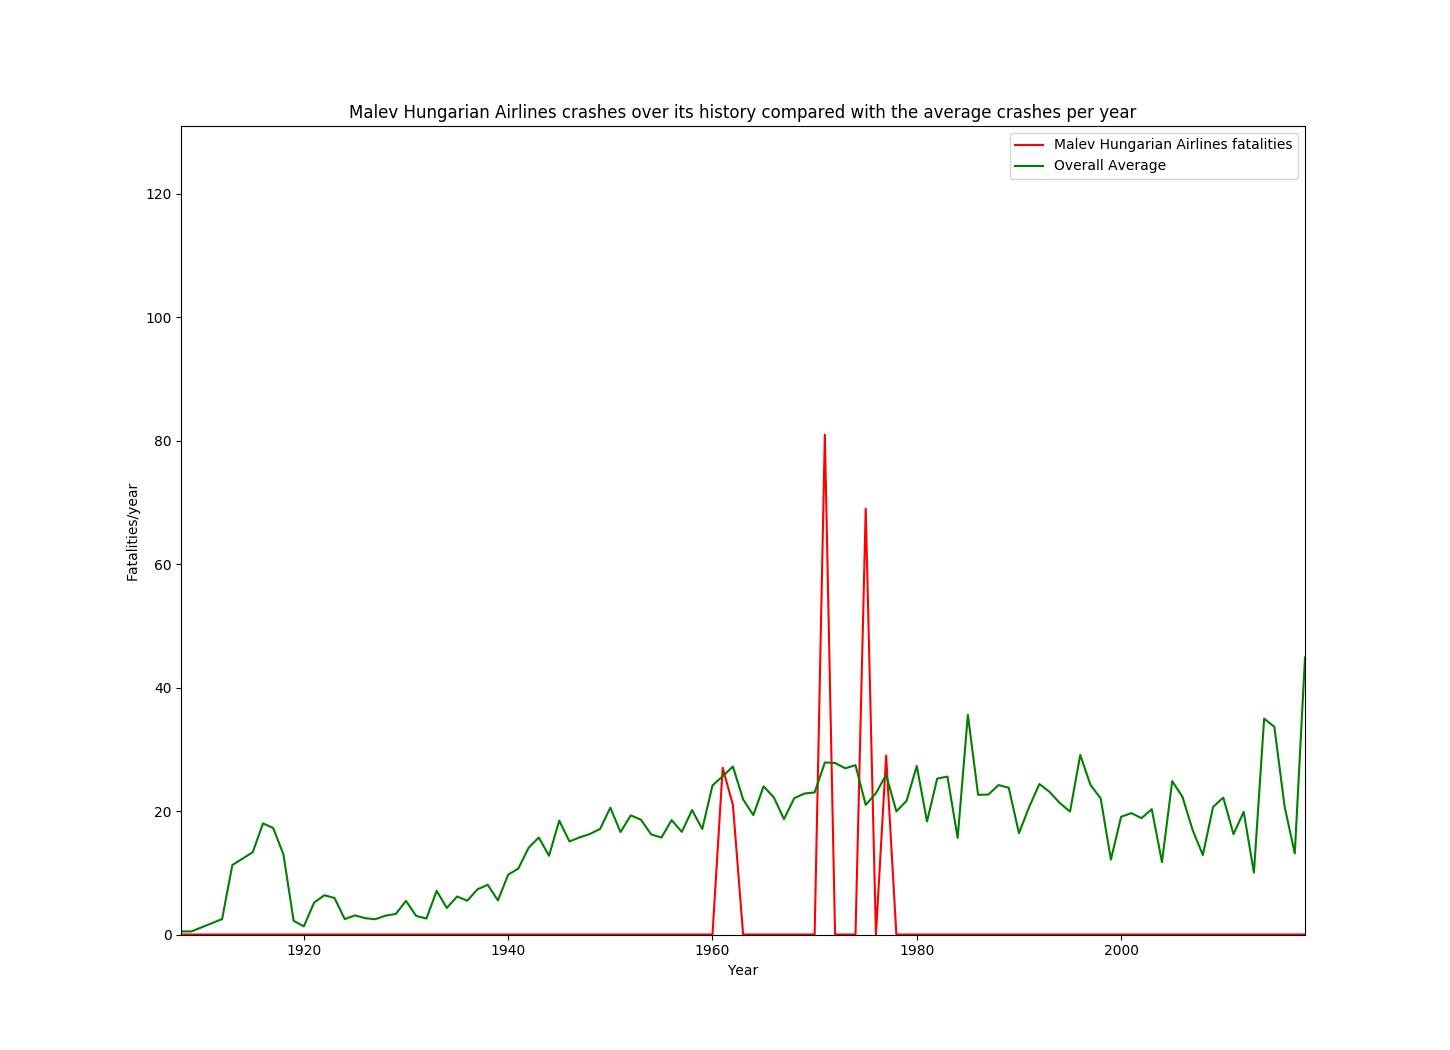 Malev Hungarian Airlines crashes over its history compared with the average crashes per year
Malev Hungarian Airlines fatalities
Overall Average
120
100
80
60
40
20
0
Fatalities/year
1920
1940
1960
1980
2000
Year